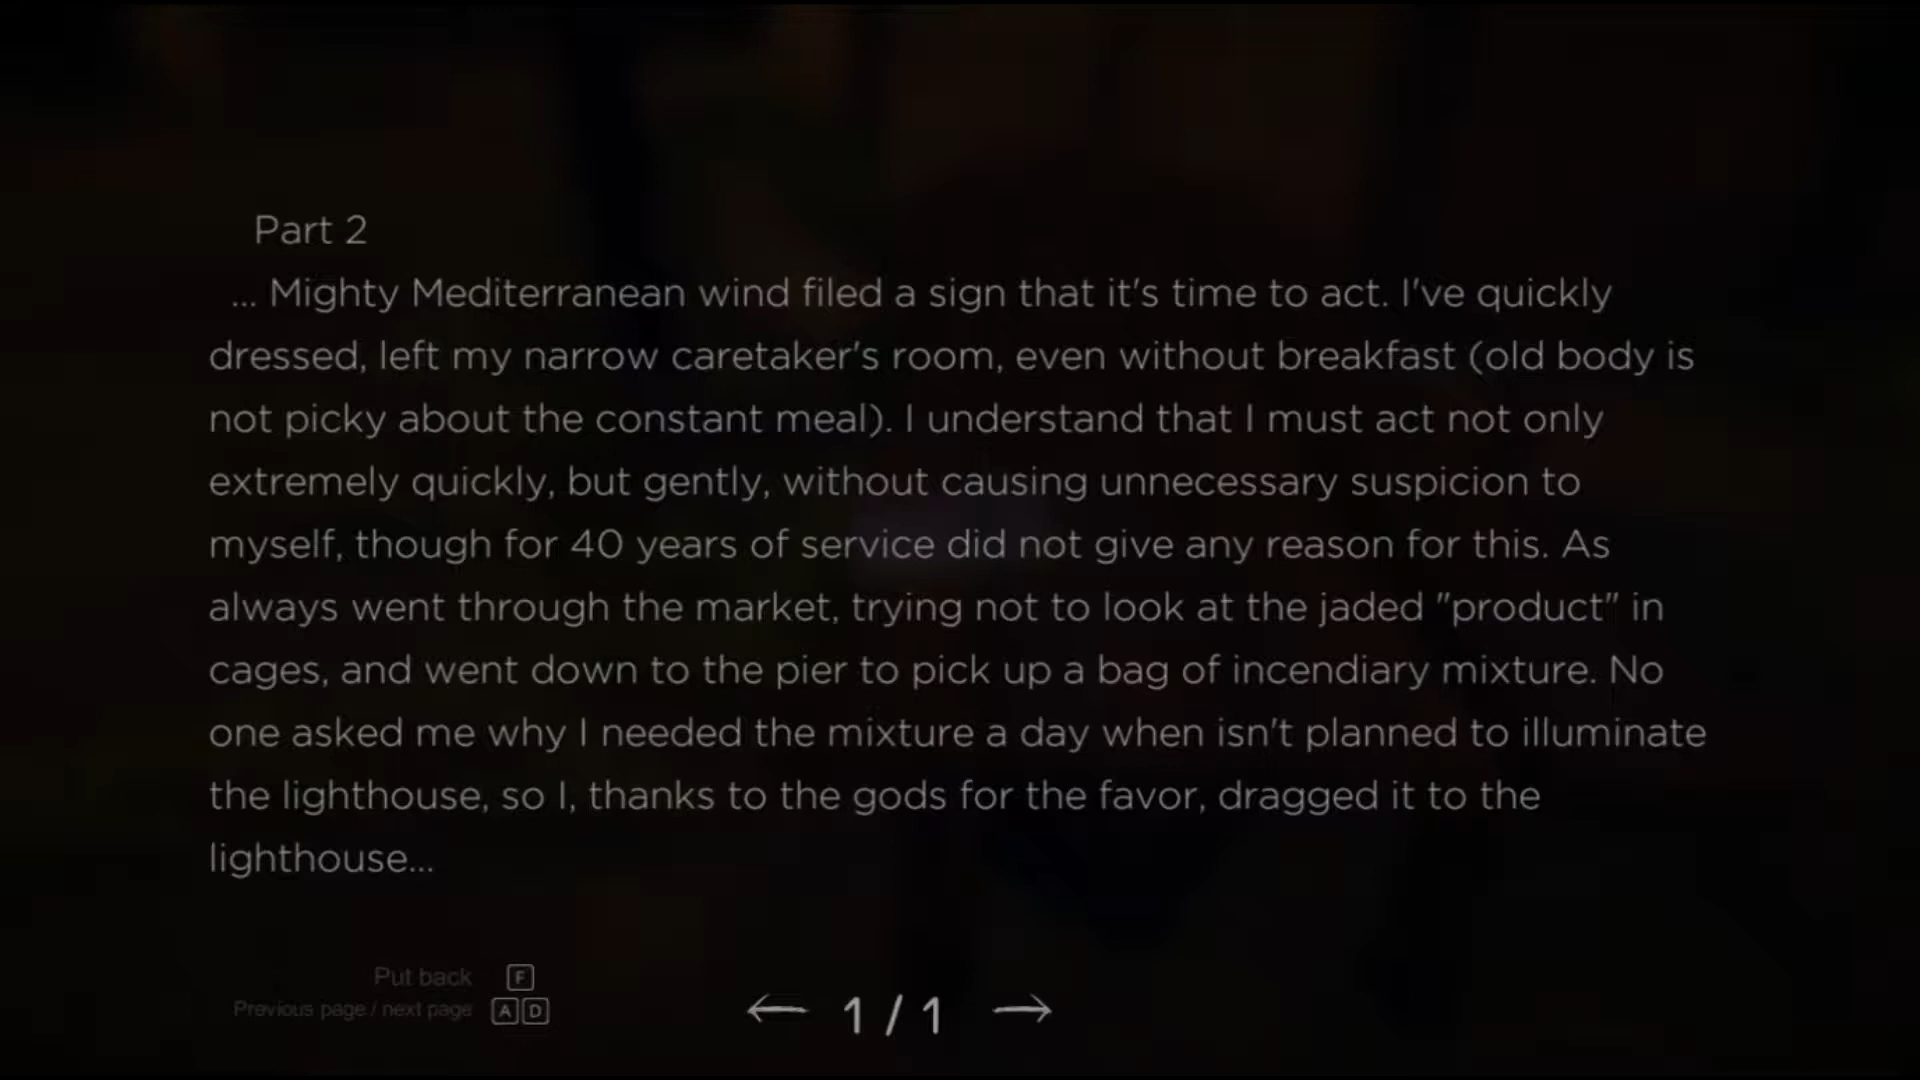 Part 2
... Mighty Mediterranean wind filed a sign that it's time to act. I've quickly
dressed, left my narrow caretaker's room, even without breakfast (old body is
not picky about the constant meal). I understand that I must act not only
extremely quickly, but gently, without causing unnecessary suspicion to
myself, though for 40 years of service did not give any reason for this. As
always went through the market, trying not to look at the jaded "product" in
cages, and went down to the pier to pick up a bag of incendiary mixture. No
one asked me why I needed the mixture a day when isn't planned to illuminate
the lighthouse, so I, thanks to the gods for the favor, dragged it to the
lighthouse...
Put back F
Previous page / next page A D
← 1 / 1 →